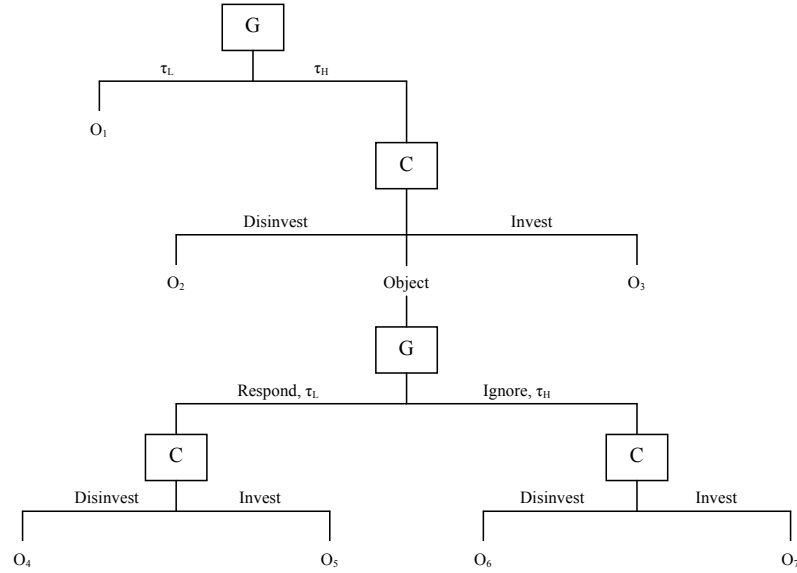 G
τL τH
O1
C
Disinvest Invest
O2 Object O3
G
Respond, τL Ignore, τH
C C
Disinvest Invest Disinvest Invest
O4 O5 O6 O7